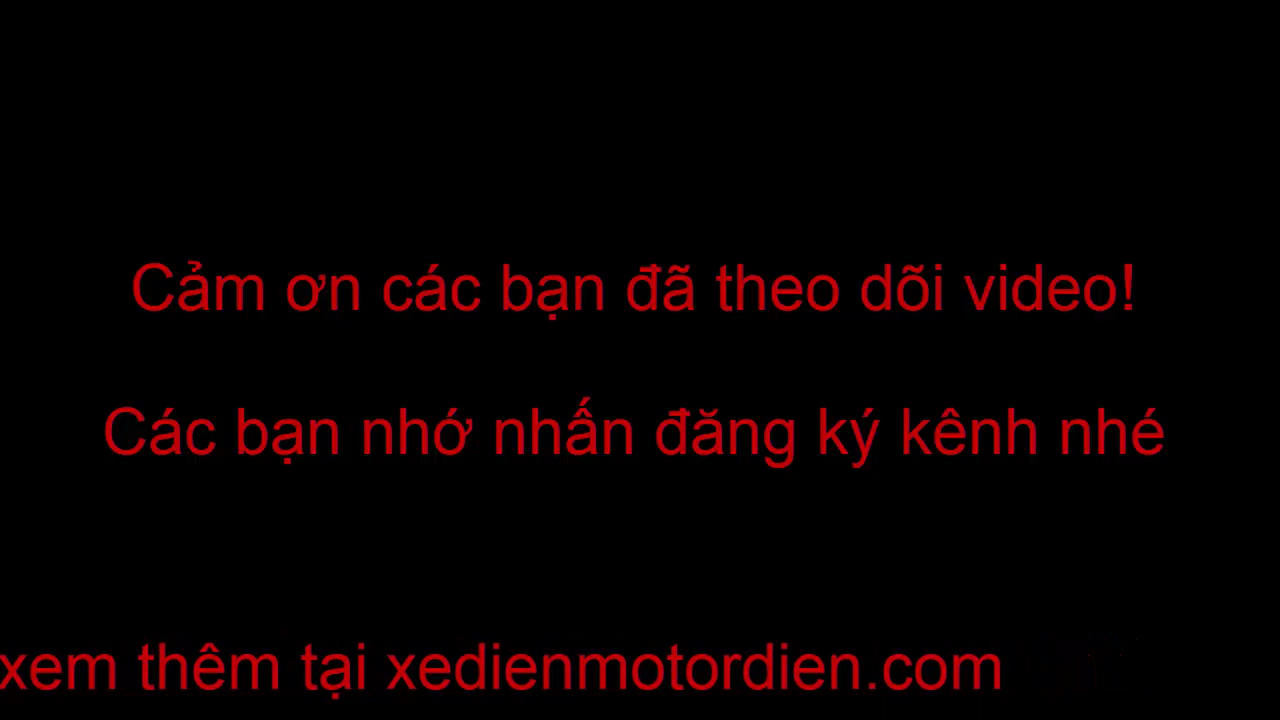 Cảm ơn các bạn đã theo dõi video!
Các bạn nhớ nhấn đăng ký kênh nhé
xem thêm tại xedienmotordien.com